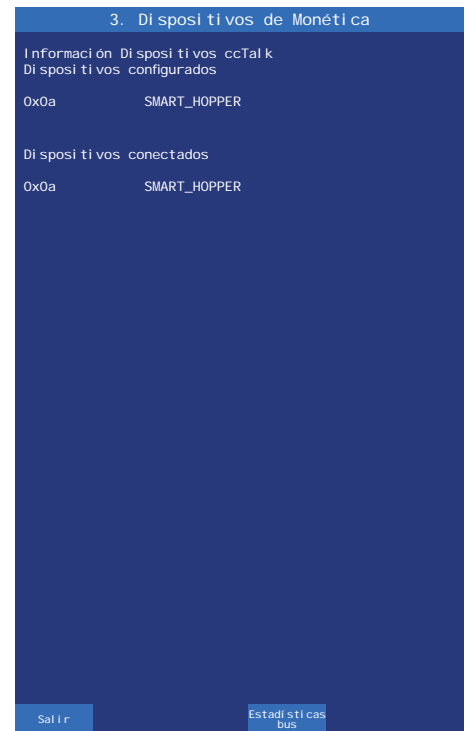 3. Dispositivos de Monética
Información Dispositivos ccTalk
Dispositivos configurados
0x0a SMART_HOPPER
Dispositivos conectados
0x0a SMART_HOPPER
Salir
Estadísticas
bus